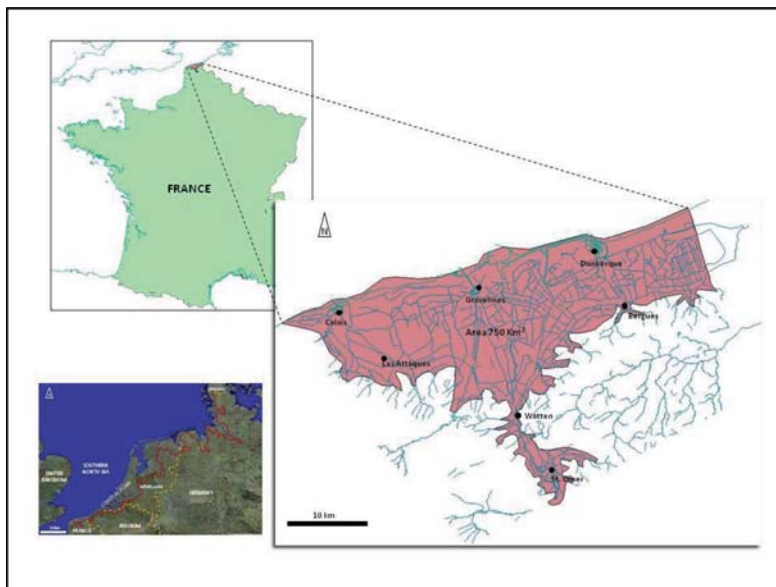 FRANCE
N
Dunkerque
Gravelines
Calais
Bergues
Area 750 Km²
Les Attaques
Watten
St. Omer
10 km
UNITED
KINGDOM
SOUTHERN
NORTH SEA
GERMANY
BELGIUM
FRANCE